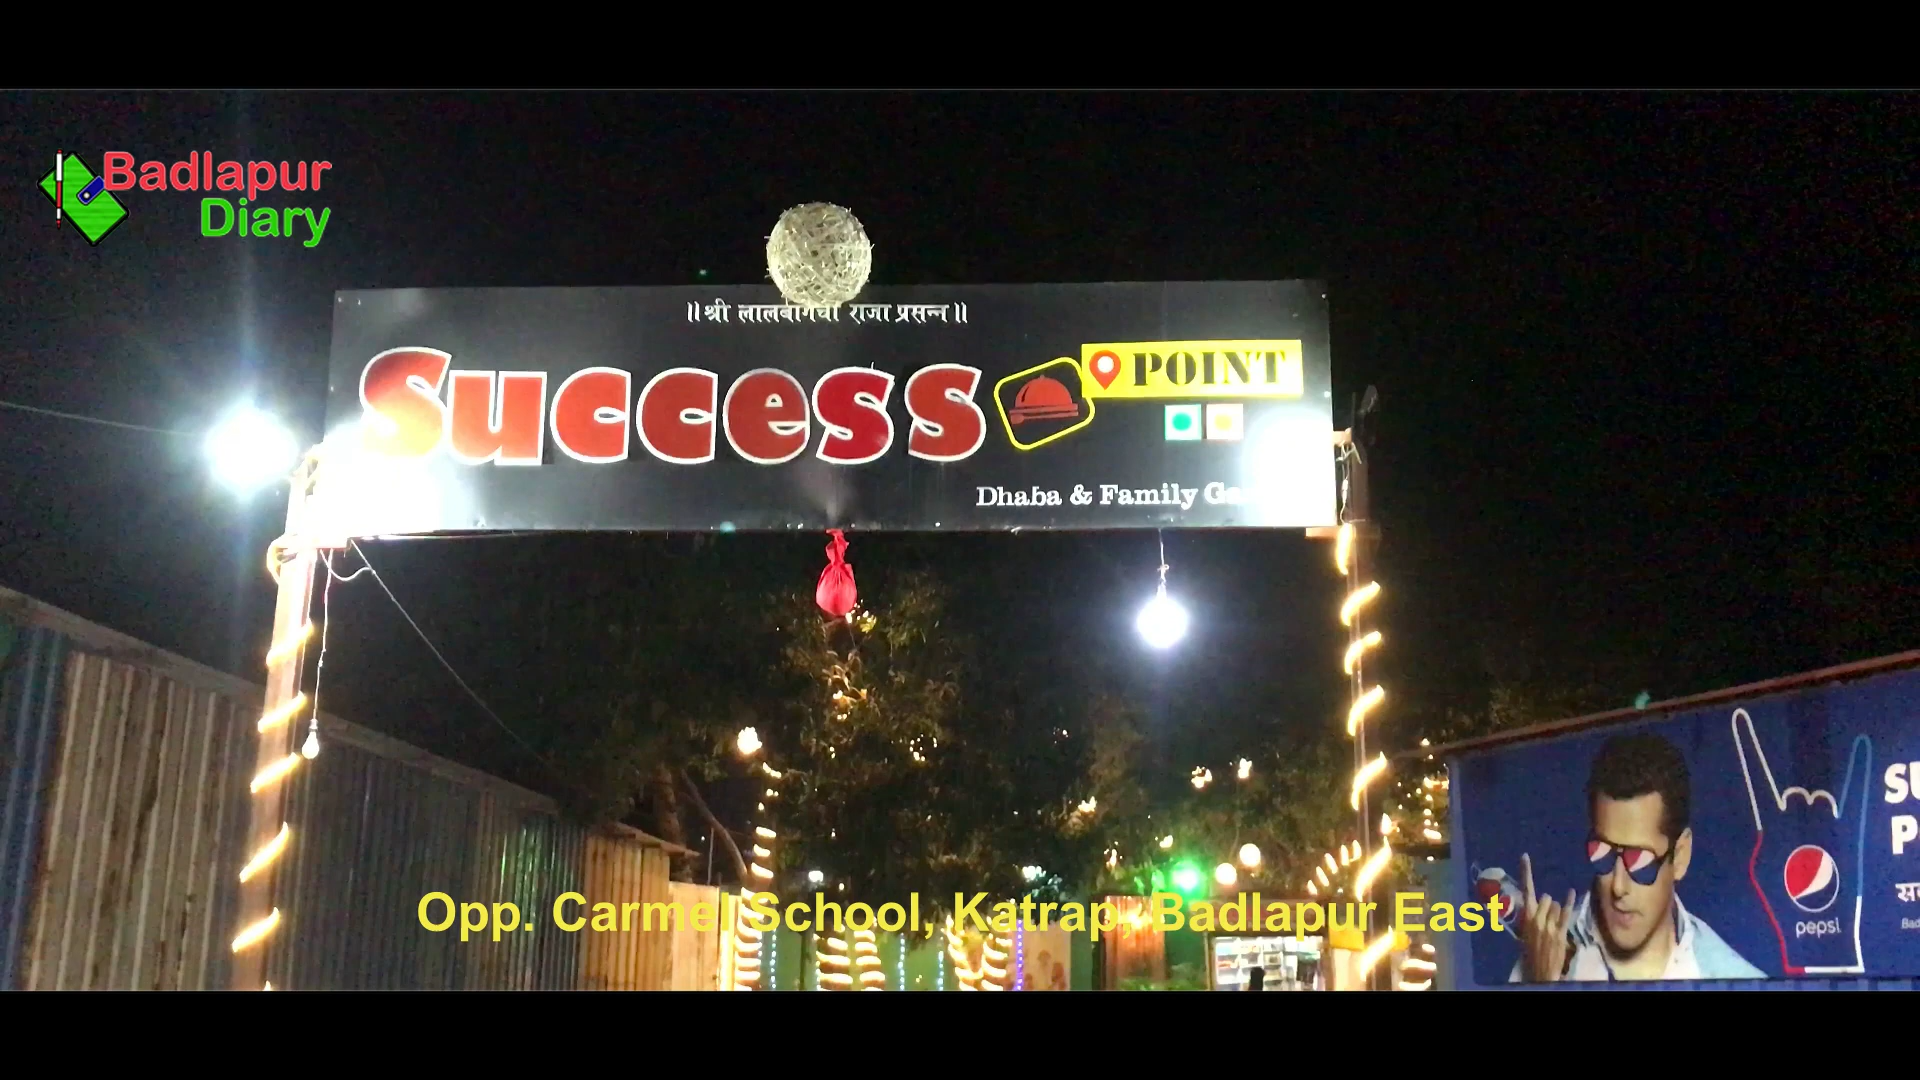 Badlapur
Diary
॥श्री लालबागचा राजा प्रसन्न॥
Success
POINT
Dhaba & Family
Opp. Carmel School, Katrap, Badlapur East
pepsi